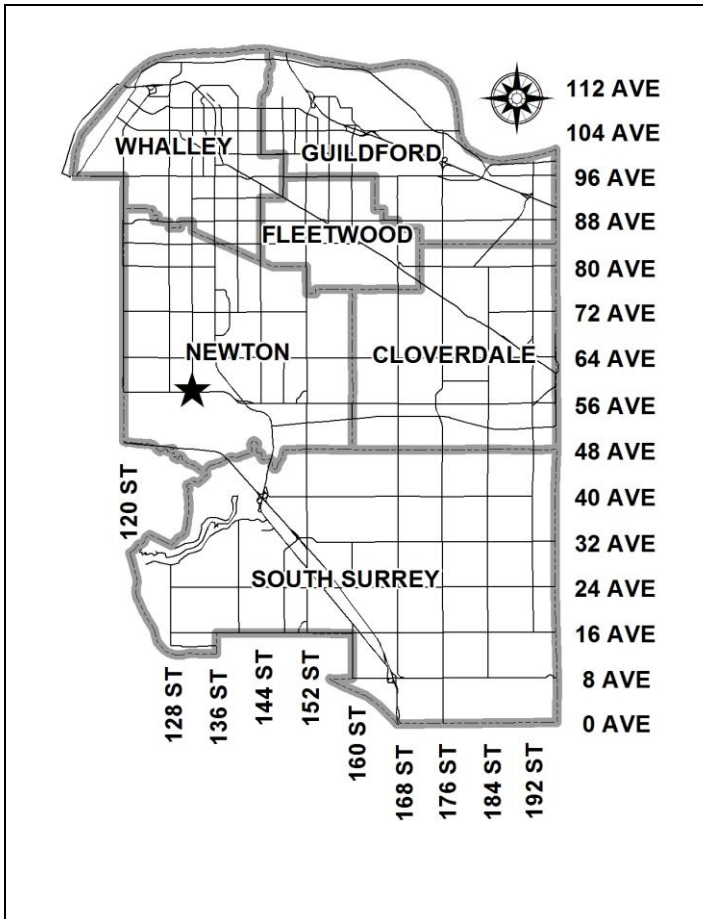 112 AVE
104 AVE
WHALLEY
GUILDFORD
96 AVE
88 AVE
FLEETWOOD
80 AVE
72 AVE
NEWTON
CLOVERDALE
64 AVE
56 AVE
48 AVE
120 ST
40 AVE
32 AVE
SOUTH SURREY
24 AVE
16 AVE
8 AVE
0 AVE
128 ST
136 ST
144 ST
152 ST
160 ST
168 ST
176 ST
184 ST
192 ST